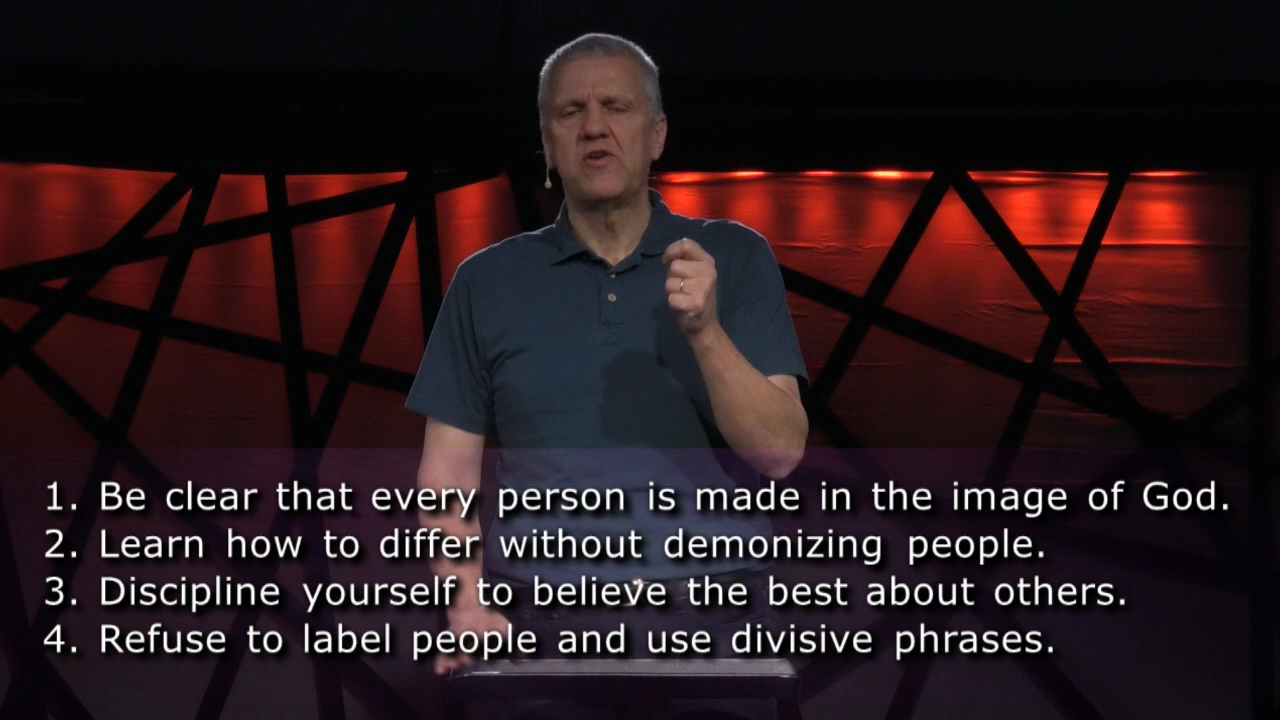 1. Be clear that every person is made in the image of God.
2. Learn how to differ without demonizing people.
3. Discipline yourself to believe the best about others.
4. Refuse to label people and use divisive phrases.